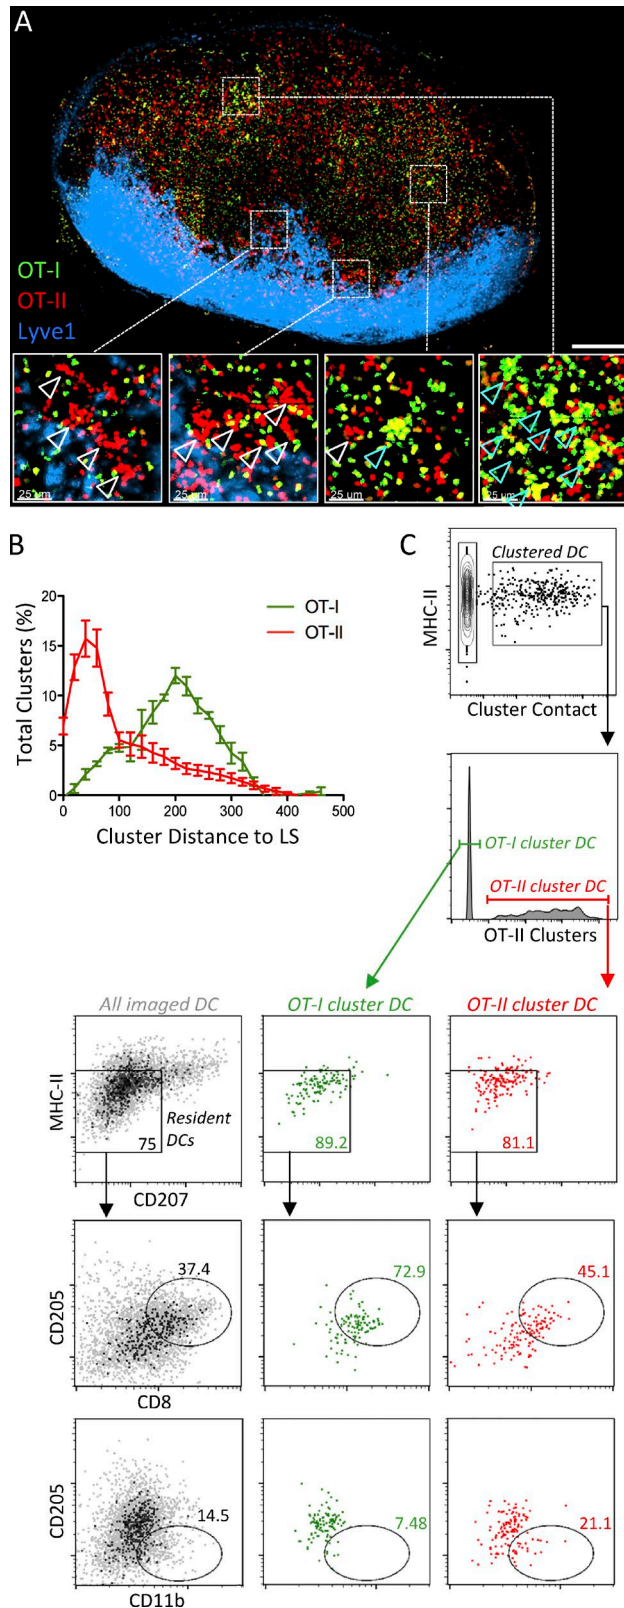 A
OT-I
OT-II
Lyve1
25 um
25 um
25 um
25 um
B
Total Clusters (%)
20
15
10
5
0
0 100 200 300 400 500
Cluster Distance to LS
OT-I
OT-II
C
Clustered DC
MHC-II
Cluster Contact
OT-I cluster DC
OT-II cluster DC
OT-II Clusters
All imaged DC
OT-I cluster DC
OT-II cluster DC
MHC-II
Resident
DCs
75
89.2
81.1
CD207
37.4
72.9
45.1
CD205
CD8
14.5
7.48
21.1
CD205
CD11b